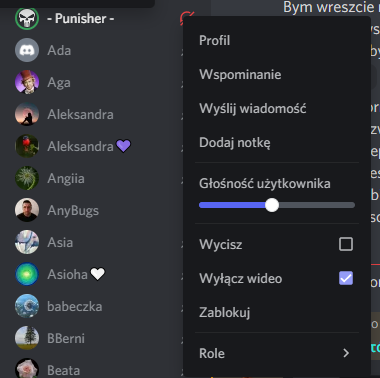 Bym wreszcie
- Punisher -
Ada
Aga
Aleksandra
Aleksandra 💜
Angiia
AnyBugs
Asia
Asioha 🤍
babeczka
BBerni
Beata
Profil
Wspominanie
Wyślij wiadomość
Dodaj notkę
Głośność użytkownika
Wycisz
Wyłącz wideo
Zablokuj
Role